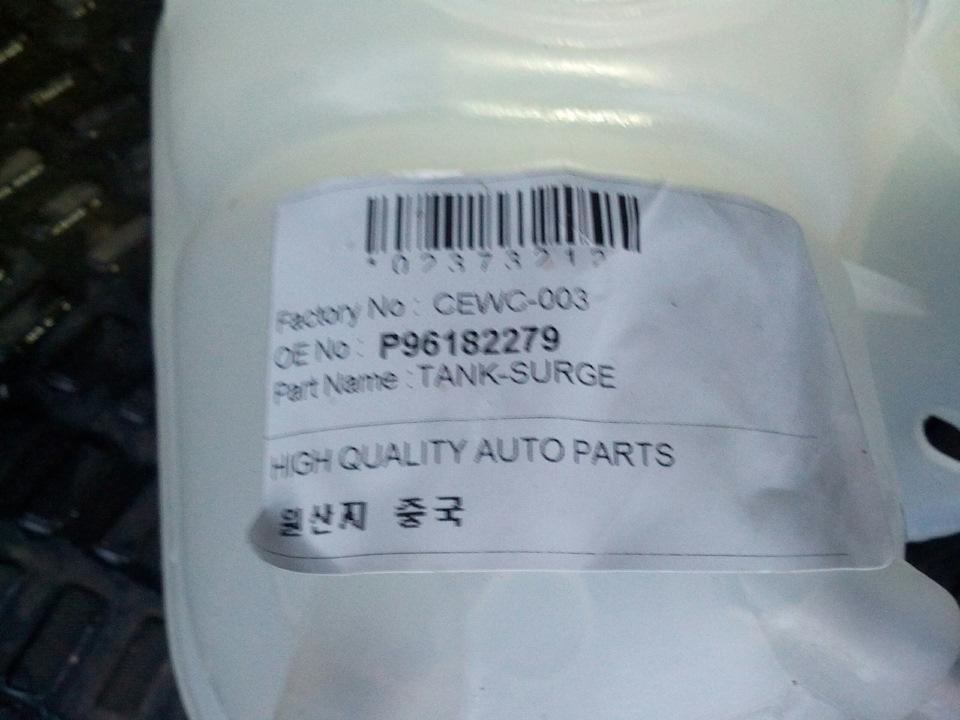 *02373212
Factory No : CEWC-003
OE No : P96182279
Part Name : TANK-SURGE
HIGH QUALITY AUTO PARTS
원산지 중국